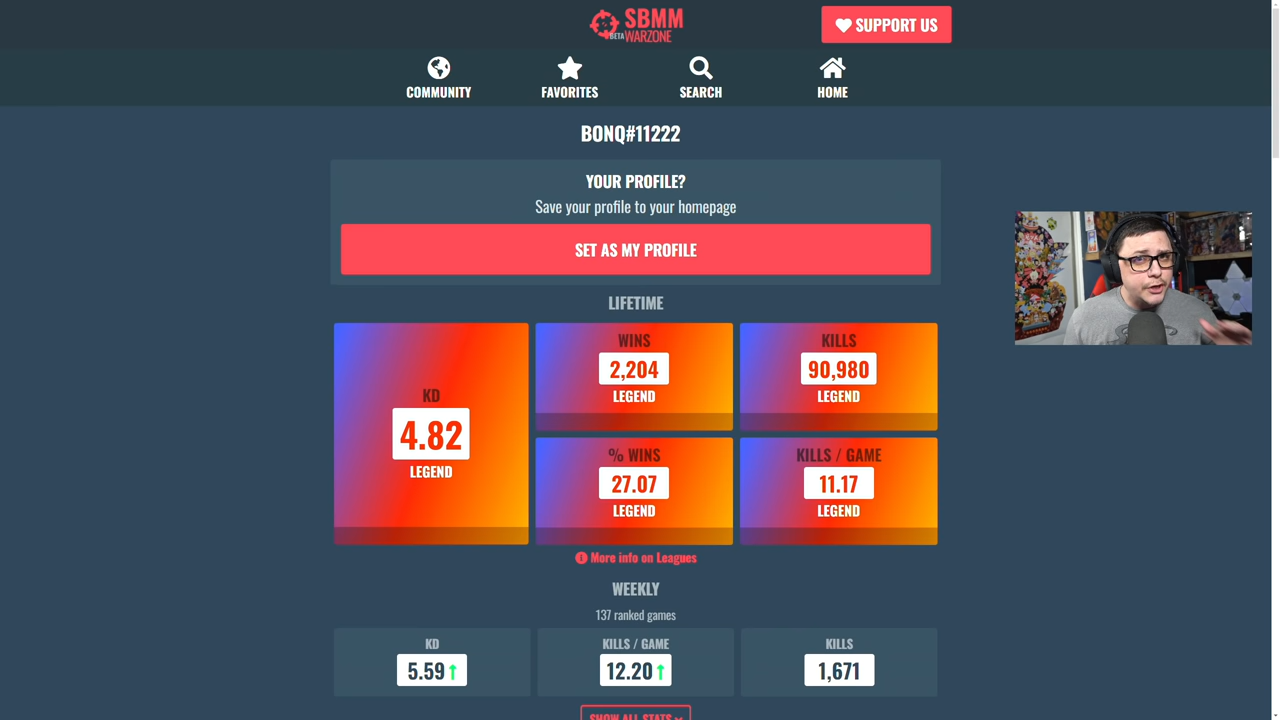 SBMM
BETA WARZONE
SUPPORT US
COMMUNITY
FAVORITES
SEARCH
HOME
BONQ#11222
YOUR PROFILE?
Save your profile to your homepage
SET AS MY PROFILE
LIFETIME
KD
4.82
LEGEND
WINS
2,204
LEGEND
KILLS
90,980
LEGEND
% WINS
27.07
LEGEND
KILLS / GAME
11.17
LEGEND
More info on Leagues
WEEKLY
137 ranked games
KD
5.59
KILLS / GAME
12.20
KILLS
1,671
SHOW ALL STATS